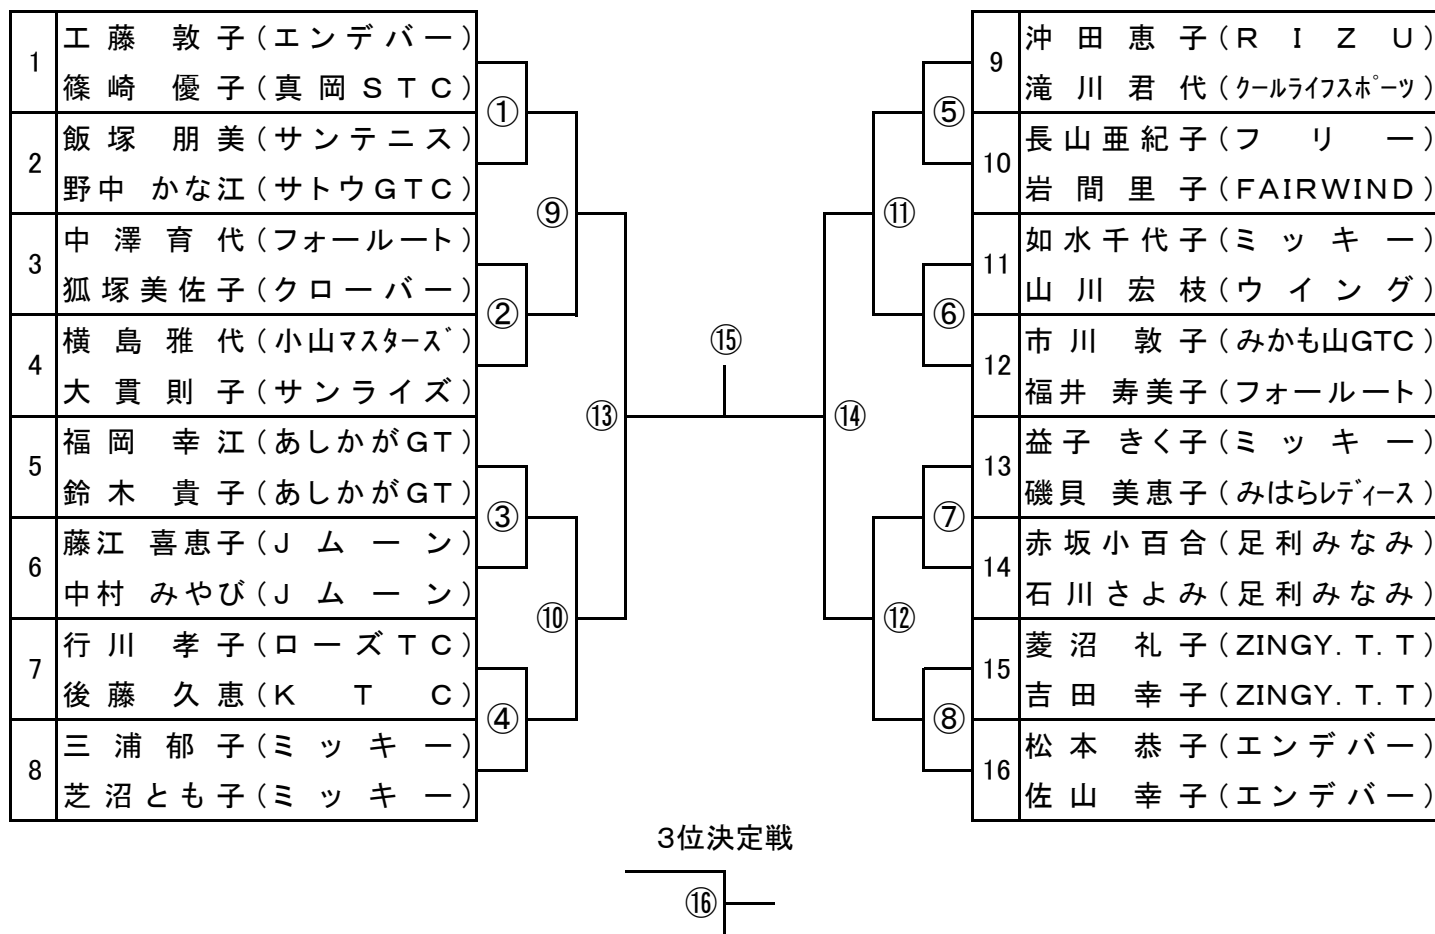 1
工藤 敦子(エンデバー)
篠崎 優子(真岡STC)
2
飯塚 朋美(サンテニス)
野中 かな江(サトウGTC)
3
中澤育代(フォールート)
狐塚美佐子(クローバー)
4
横島雅代(小山マスターズ)
大貫則子(サンライズ)
5
福岡 幸江(あしかがGT)
鈴木 貴子(あしかがGT)
6
藤江 喜恵子(Jムーン)
中村 みやび(Jムーン)
7
行川 孝子(ローズTC)
後藤久恵(KTC)
8
三浦郁子(ミッキー)
芝沼とも子(ミッキー)
①
②
③
④
⑨
⑩
⑬
⑮
⑭
⑪
⑫
⑤
⑥
⑦
⑧
9
沖田恵子(RIZU)
滝川君代(クールライフスポーツ)
10
長山亜紀子(フリー)
岩間里子(FAIRWIND)
11
如水千代子(ミッキー)
山川宏枝(ウイング)
12
市川 敦子(みかも山GTC)
福井 寿美子(フォールート)
13
益子 きく子(ミッキー)
磯貝 美恵子(みはらレディース)
14
赤坂小百合(足利みなみ)
石川さよみ(足利みなみ)
15
菱沼 礼子(ZINGY.T.T)
吉田 幸子(ZINGY.T.T)
16
松本 恭子(エンデバー)
佐山 幸子(エンデバー)
3位決定戦
⑯